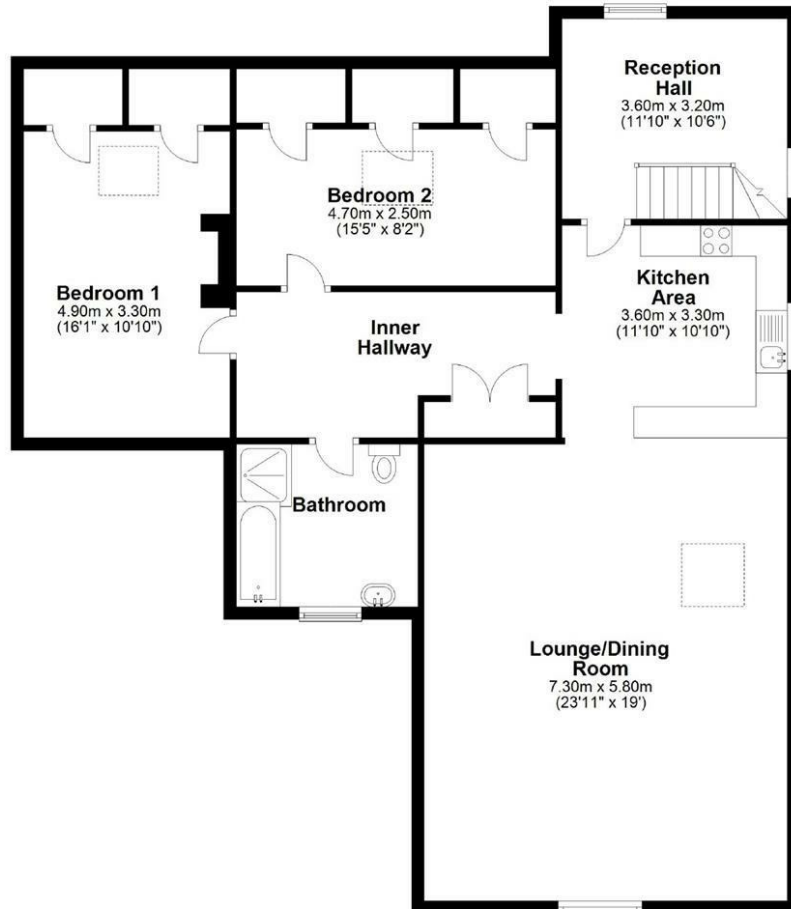 Reception
Hall
3.60m x 3.20m
(11'10" x 10'6")
Bedroom 2
4.70m x 2.50m
(15'5" x 8'2")
Bedroom 1
4.90m x 3.30m
(16'1" x 10'10")
Kitchen
Area
3.60m x 3.30m
(11'10" x 10'10")
Inner
Hallway
Bathroom
Lounge/Dining
Room
7.30m x 5.80m
(23'11" x 19')